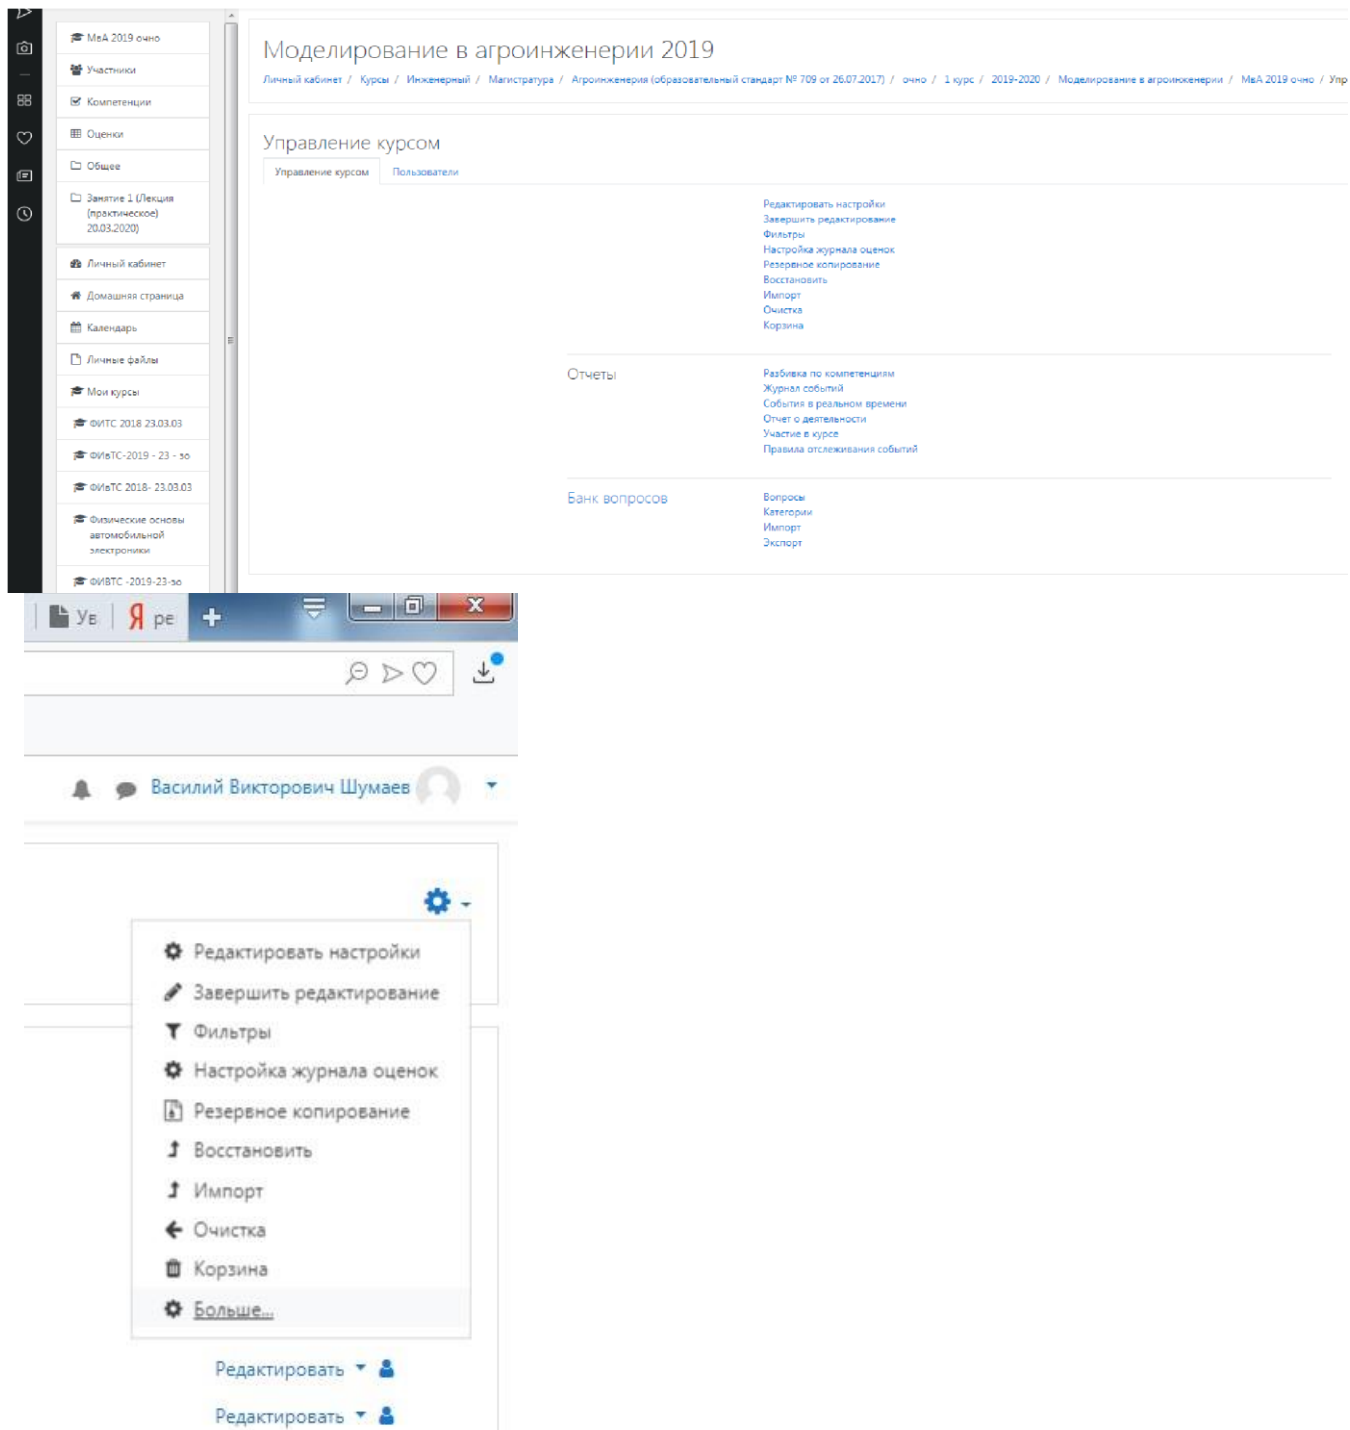 МвА 2019 очно
Участники
Компетенции
Оценки
Общее
Занятие 1 (Лекция
(практическое)
20.03.2020)
Личный кабинет
Домашняя страница
Календарь
Личные файлы
Мои курсы
ФИТС 2018 23.03.03
ФИвТС-2019 - 23 - зо
ФИвТС 2018- 23.03.03
Физические основы
автомобильной
электроники
ФИВТС -2019-23-зо
Моделирование в агроинженерии 2019
Личный кабинет / Курсы / Инженерный / Магистратура / Агроинженерия (образовательный стандарт № 709 от 26.07.2017) / очно / 1 курс / 2019-2020 / Моделирование в агроинженерии / МвА 2019 очно / Упр
Управление курсом
Управление курсом Пользователи
Редактировать настройки
Завершить редактирование
Фильтры
Настройка журнала оценок
Резервное копирование
Восстановить
Импорт
Очистка
Корзина
Отчеты
Разбивка по компетенциям
Журнал событий
События в реальном времени
Отчет о деятельности
Участие в курсе
Правила отслеживания событий
Банк вопросов
Вопросы
Категории
Импорт
Экспорт
Ув Я ре
Василий Викторович Шумаев
Редактировать настройки
Завершить редактирование
Фильтры
Настройка журнала оценок
Резервное копирование
Восстановить
Импорт
Очистка
Корзина
Больше...
Редактировать
Редактировать